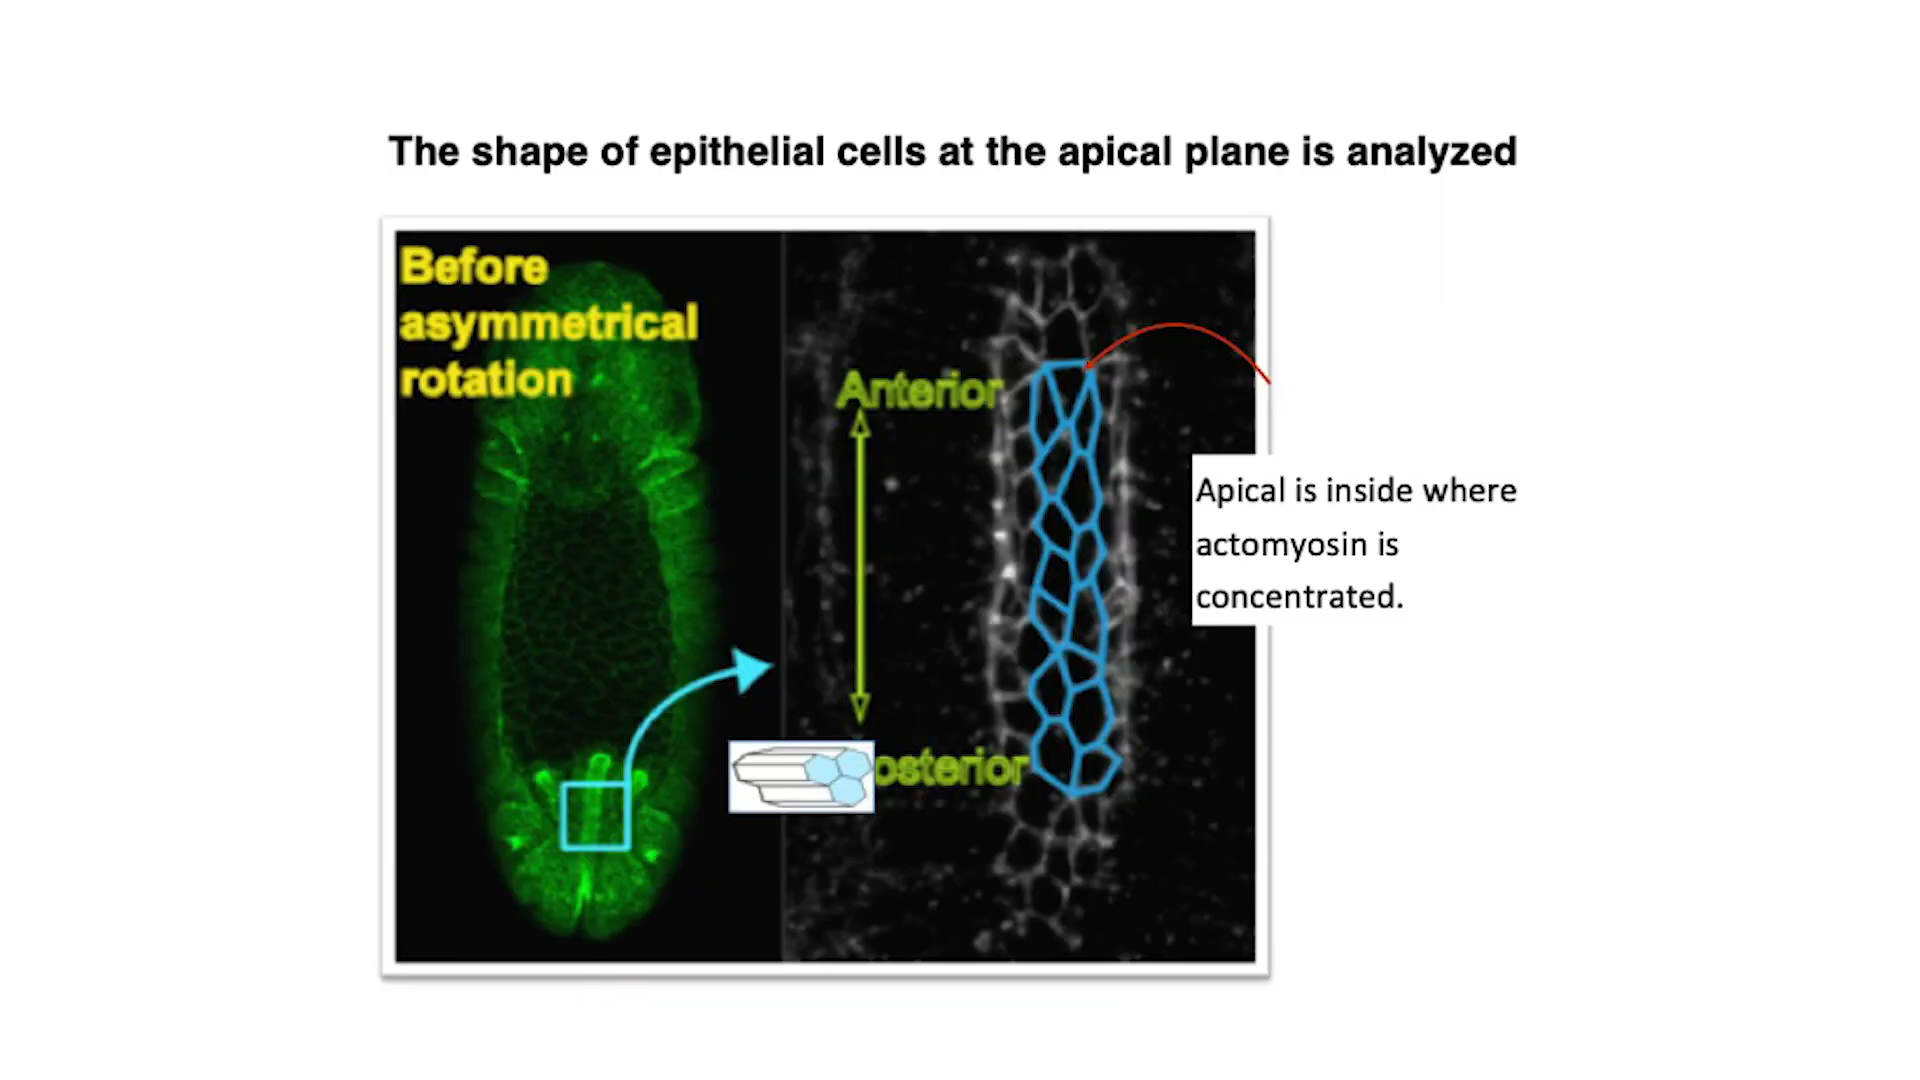 The shape of epithelial cells at the apical plane is analyzed
Before
asymmetrical
rotation
Anterior
osterior
Apical is inside where
actomyosin is
concentrated.